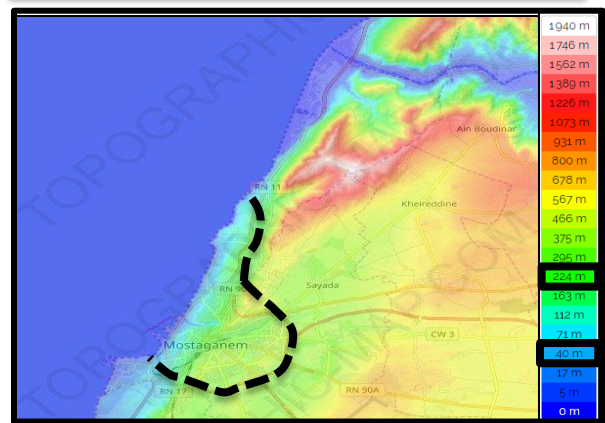 RN 11
Ain Boudinar
Kheireddine
Sayada
Mostaganem
CW 3
RN 17
RN 90A
1940 m
1746 m
1562 m
1389 m
1226 m
1073 m
931 m
800 m
678 m
567 m
466 m
375 m
295 m
224 m
163 m
112 m
71 m
40 m
17 m
5 m
0 m
TOPOGRAPHIC
TOPOGRAPHIC